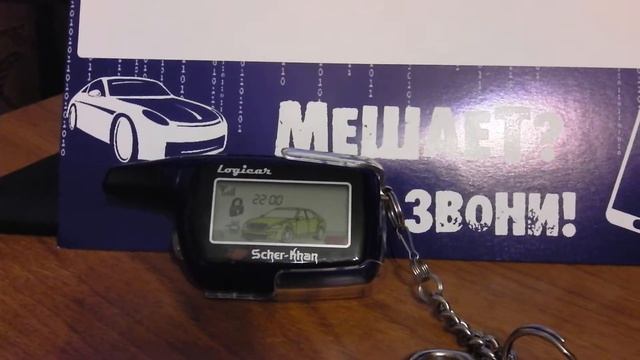 МЕШАЕТ?
ЗВОНИ!
Logicar
22:00
Scher-Khan